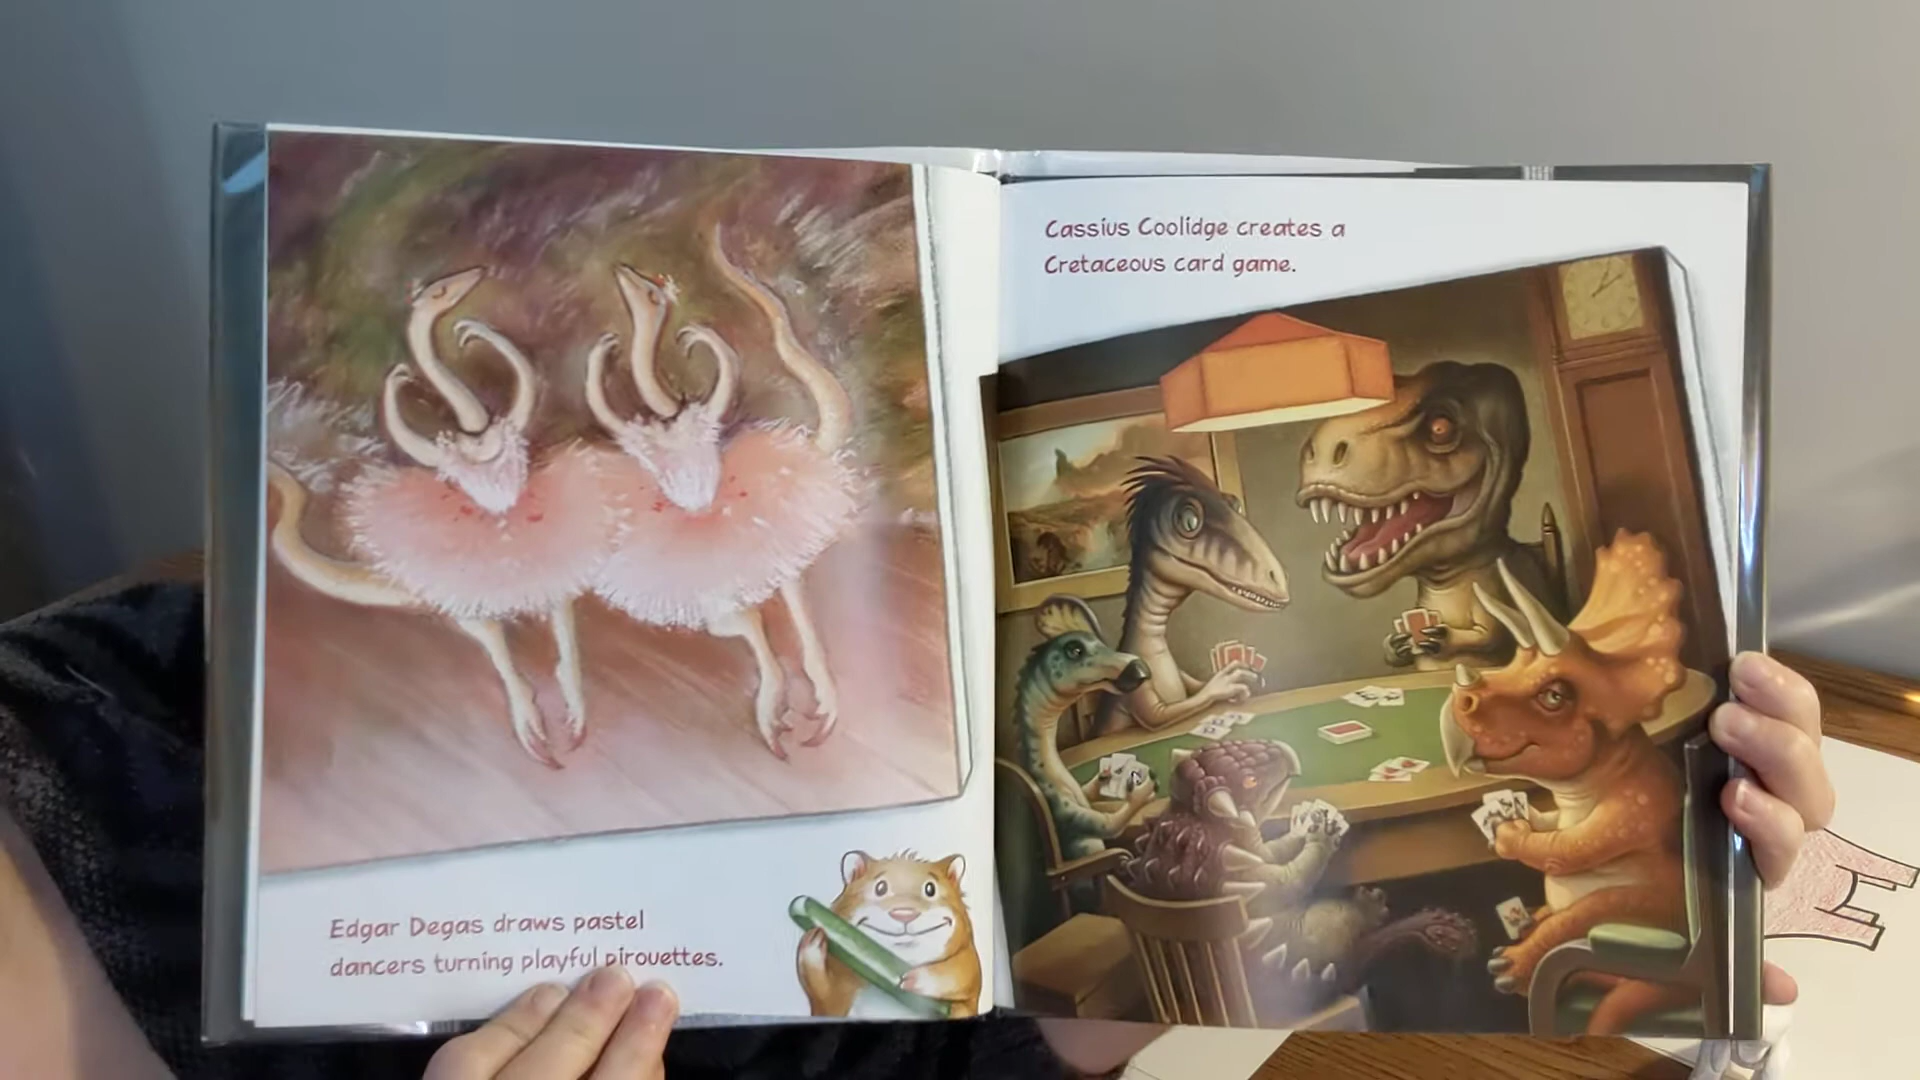 Edgar Degas draws pastel
dancers turning playful pirouettes.
Cassius Coolidge creates a
Cretaceous card game.